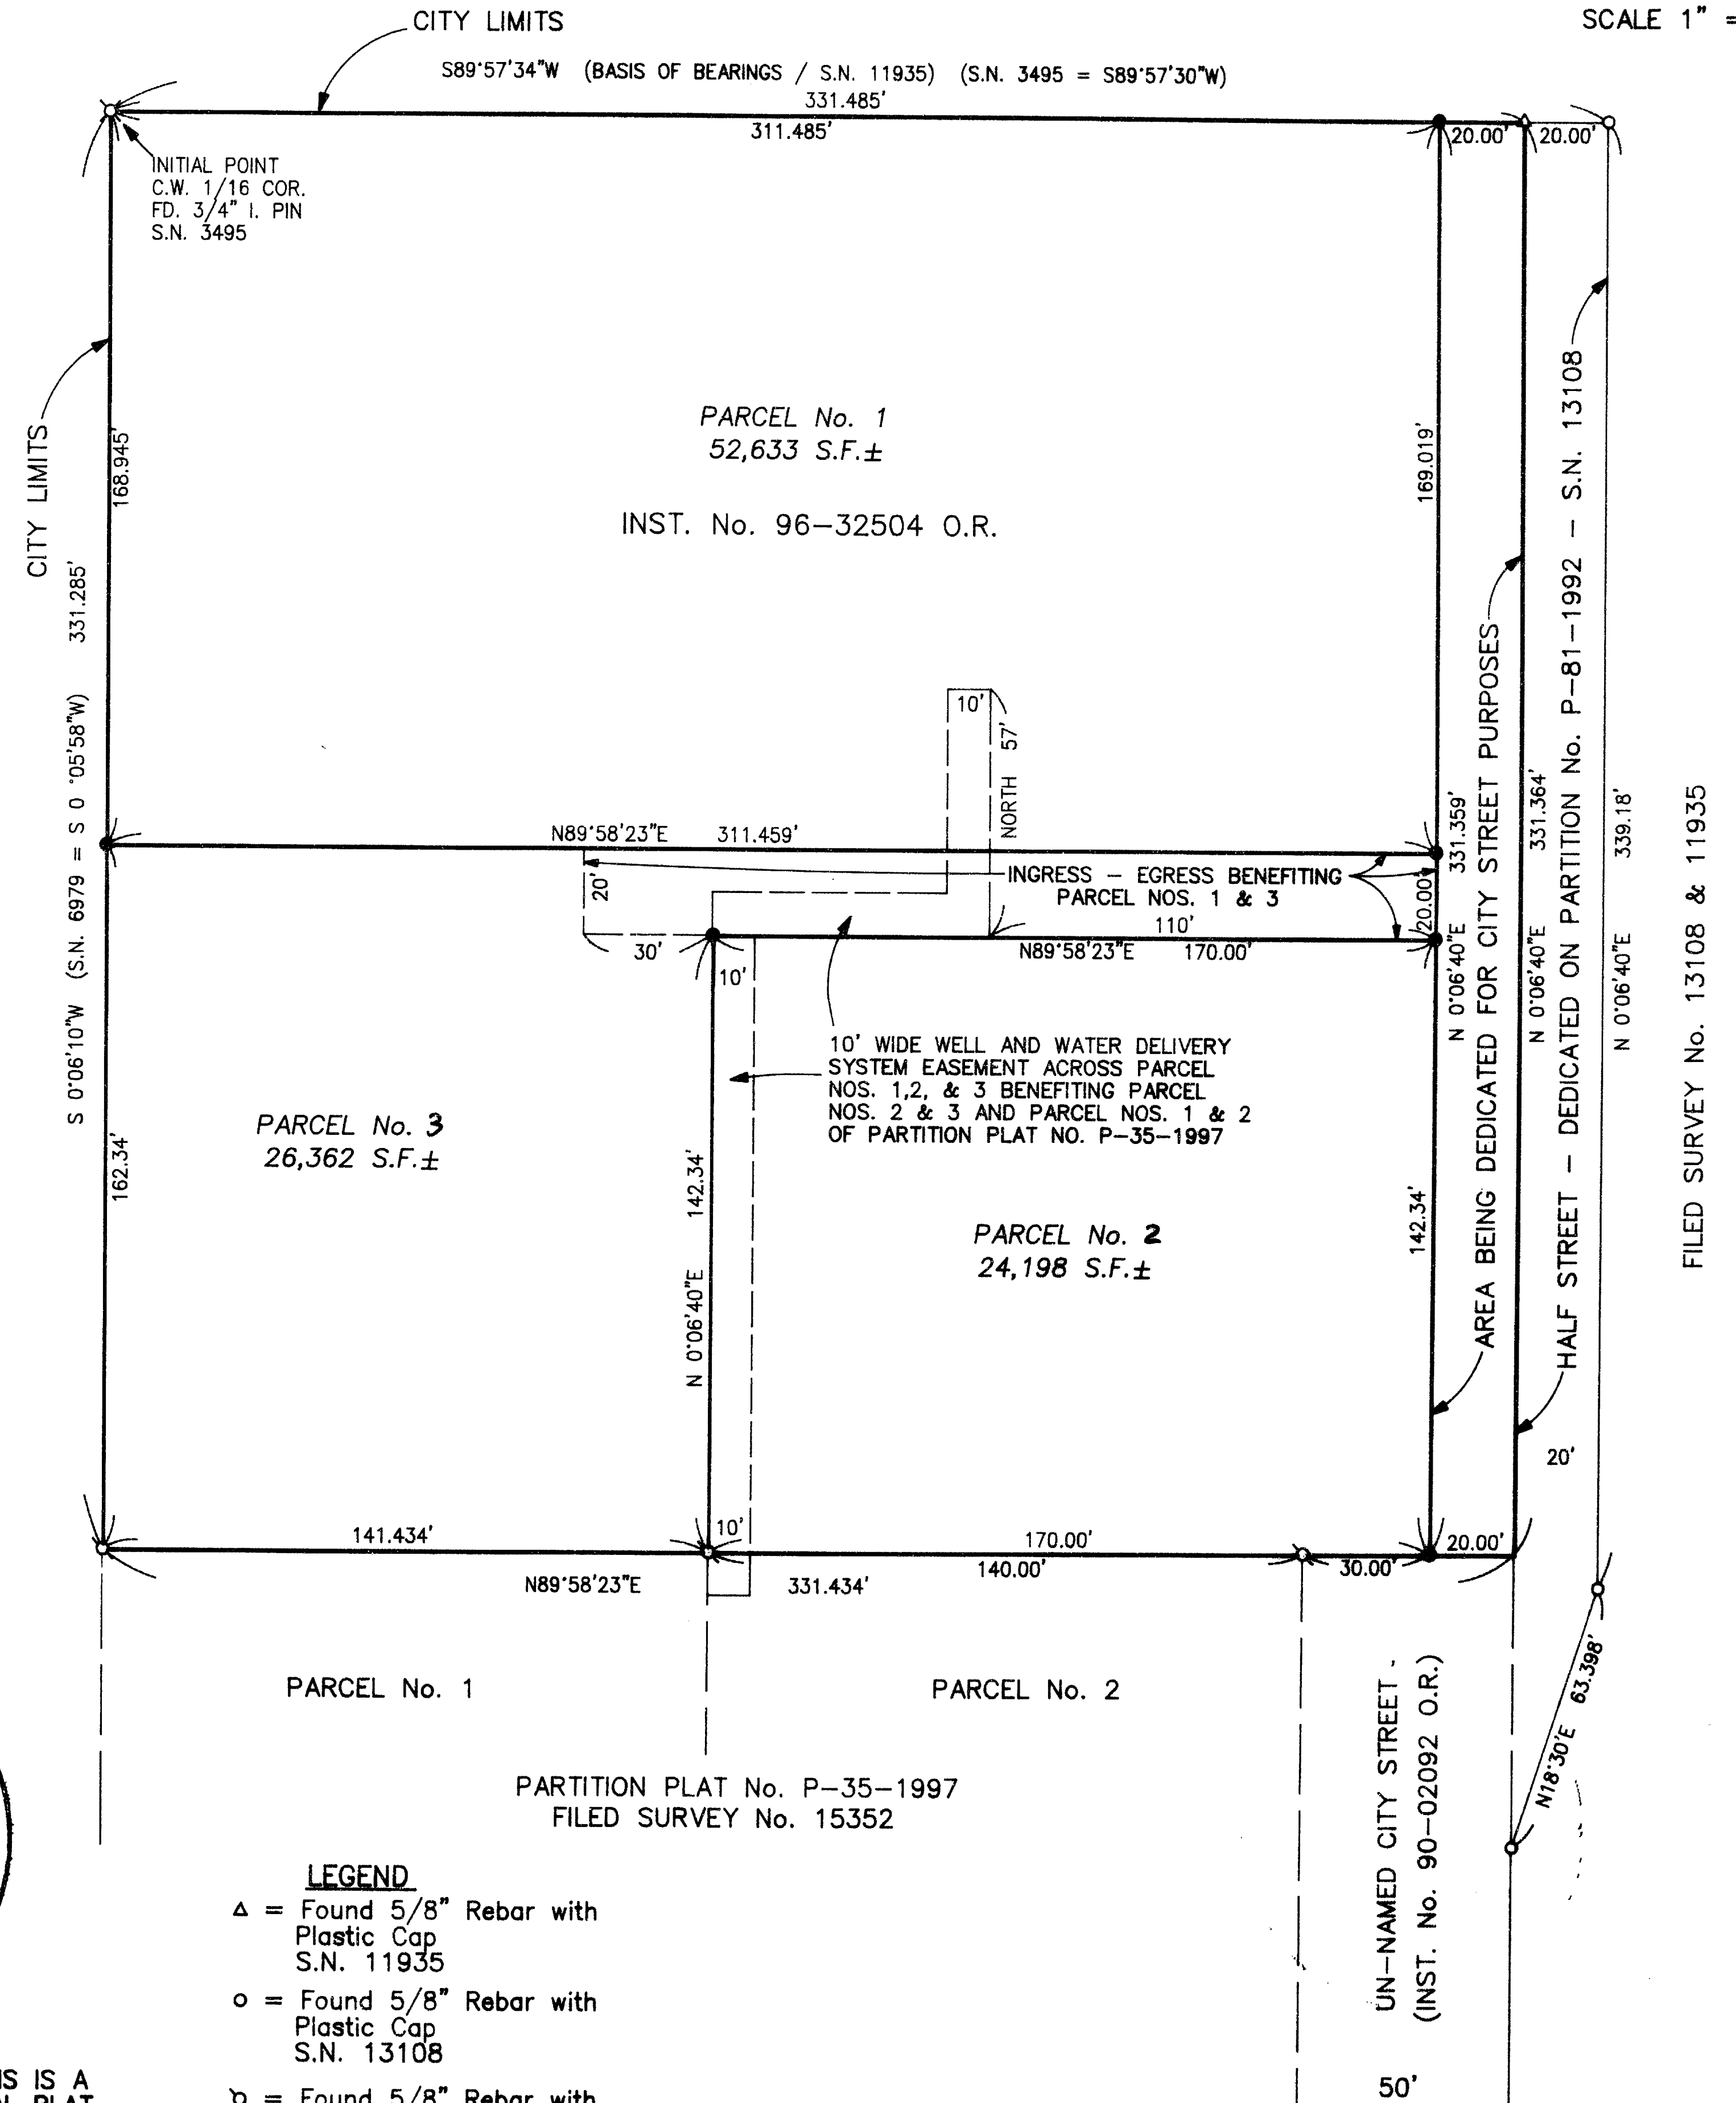 CITY LIMITS
SCALE 1" =
S89°57'34"W (BASIS OF BEARINGS / S.N. 11935) (S.N. 3495 = S89°57'30"W)
331.485'
311.485'
20.00'
20.00'
INITIAL POINT
C.W. 1/16 COR.
FD. 3/4" I. PIN
S.N. 3495
CITY LIMITS
168.945'
S 0°06'10"W (S.N. 6979 = S 0°05'58"W) 331.285'
PARCEL No. 1
52,633 S.F.±
INST. No. 96-32504 O.R.
169.019'
AREA BEING DEDICATED FOR CITY STREET PURPOSES
HALF STREET - DEDICATED ON PARTITION No. P-81-1992 - S.N. 13108
N 0°06'40"E 331.359'
N 0°06'40"E 331.364'
N 0°06'40"E 339.18'
FILED SURVEY No. 13108 & 11935
10'
NORTH 57'
N89°58'23"E 311.459'
20'
INGRESS - EGRESS BENEFITING
PARCEL NOS. 1 & 3
20.00'
110'
30'
N89°58'23"E 170.00'
10'
10' WIDE WELL AND WATER DELIVERY
SYSTEM EASEMENT ACROSS PARCEL
NOS. 1,2, & 3 BENEFITING PARCEL
NOS. 2 & 3 AND PARCEL NOS. 1 & 2
OF PARTITION PLAT NO. P-35-1997
PARCEL No. 3
26,362 S.F.±
162.34'
N 0°06'40"E 142.34'
PARCEL No. 2
24,198 S.F.±
142.34'
20'
141.434'
10'
170.00'
20.00'
N89°58'23"E 331.434'
140.00'
30.00'
N18°30'E 63.398'
PARCEL No. 1
PARCEL No. 2
PARTITION PLAT No. P-35-1997
FILED SURVEY No. 15352
UN-NAMED CITY STREET
(INST. No. 90-02092 O.R.)
50'
LEGEND
Δ = Found 5/8" Rebar with
Plastic Cap
S.N. 11935
o = Found 5/8" Rebar with
Plastic Cap
S.N. 13108
= Found 5/8" Rebar with
IS IS A